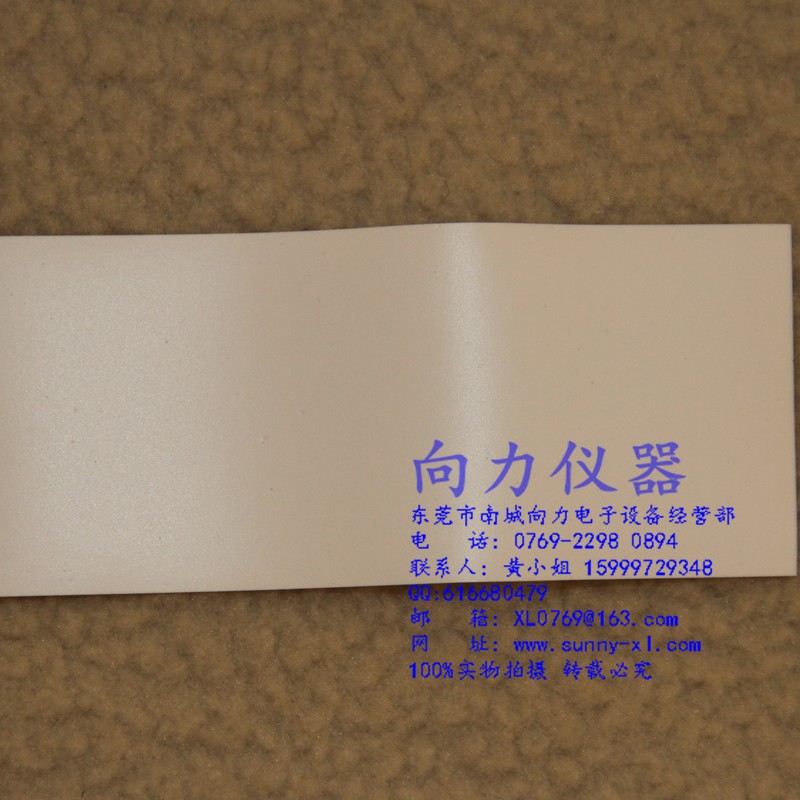 向力仪器
东莞市南城向力电子设备经营部
电 话: 0769-2298 0894
联系人: 黄小姐 15999729348
QQ:616680479
邮 箱: XL0769@163.com
网 址: www.sunny-xl.com
100%实物拍摄 转载必究